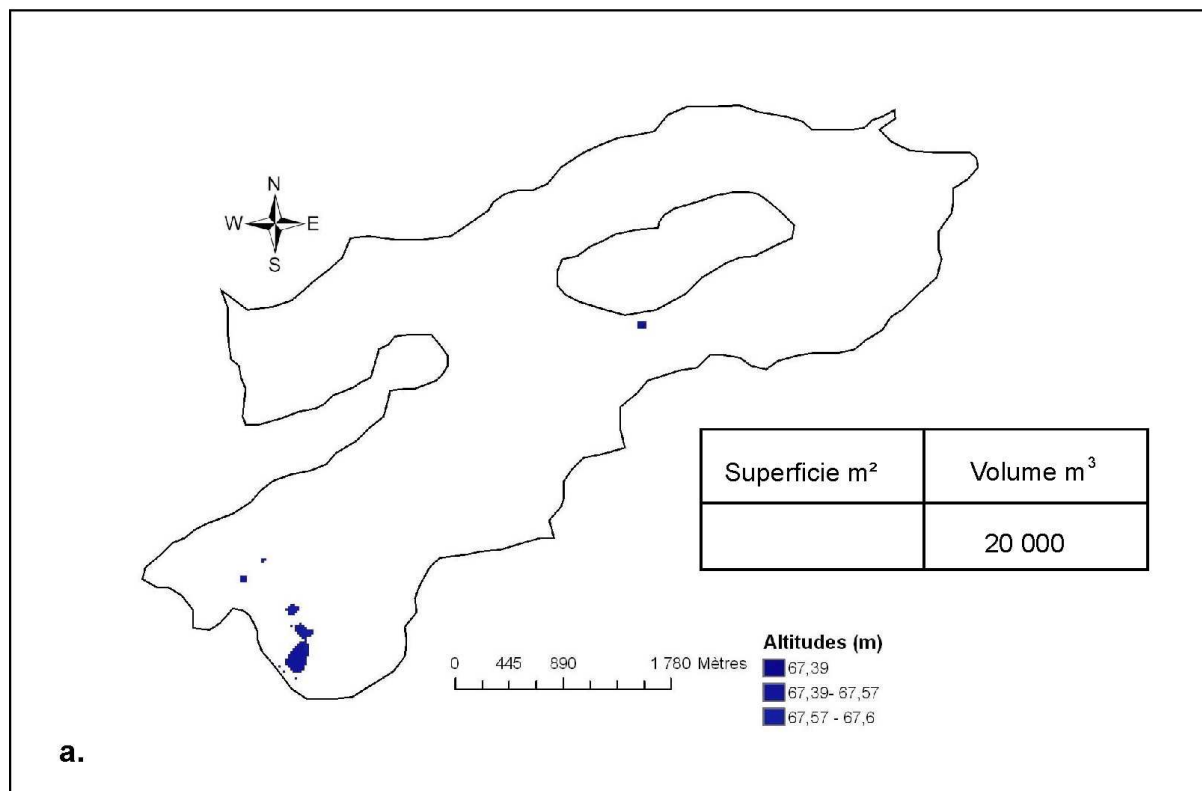 N
W E
S
Superficie m² Volume m³
20 000
Altitudes (m)
0 445 890 1 780 Mètres
67,39
67,39- 67,57
67,57 - 67,6
a.